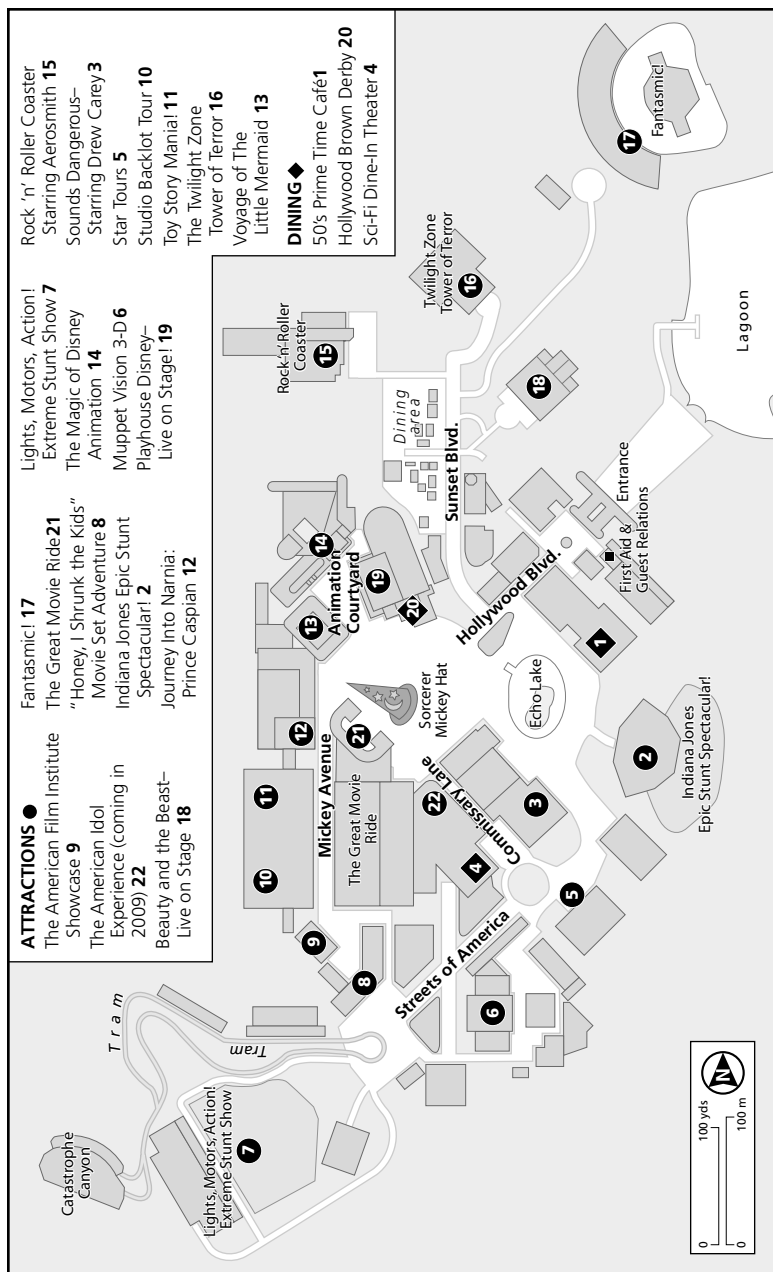 ATTRACTIONS ●
The American Film Institute
Showcase 9
The American Idol
Experience (coming in
2009) 22
Beauty and the Beast–
Live on Stage 18
Fantasmic! 17
The Great Movie Ride 21
“Honey, I Shrunk the Kids”
Movie Set Adventure 8
Indiana Jones Epic Stunt
Spectacular! 2
Journey Into Narnia:
Prince Caspian 12
Lights, Motors, Action!
Extreme Stunt Show 7
The Magic of Disney
Animation 14
Muppet Vision 3-D 6
Playhouse Disney–
Live on Stage! 19
Rock ’n’ Roller Coaster
Starring Aerosmith 15
Sounds Dangerous–
Starring Drew Carey 3
Star Tours 5
Studio Backlot Tour 10
Toy Story Mania! 11
The Twilight Zone
Tower of Terror 16
Voyage of The
Little Mermaid 13
DINING ◆
50's Prime Time Café 1
Hollywood Brown Derby 20
Sci-Fi Dine-In Theater 4
Catastrophe
Canyon
Tram
Tram
Lights, Motors, Action!
Extreme Stunt Show
7
8
9
10
11
12
13
14
Mickey Avenue
Animation
Courtyard
19
20
The Great Movie
Ride
21
22
Sorcerer
Mickey Hat
Streets of America
Commissary Lane
4
3
6
5
Echo Lake
2
Indiana Jones
Epic Stunt Spectacular!
1
Hollywood Blvd.
Sunset Blvd.
Dining
area
Rock ’n’ Roller
Coaster
15
Twilight Zone
Tower of Terror
16
18
17
Fantasmic!
Entrance
First Aid &
Guest Relations
Lagoon
0 100 yds
0 100 m
N